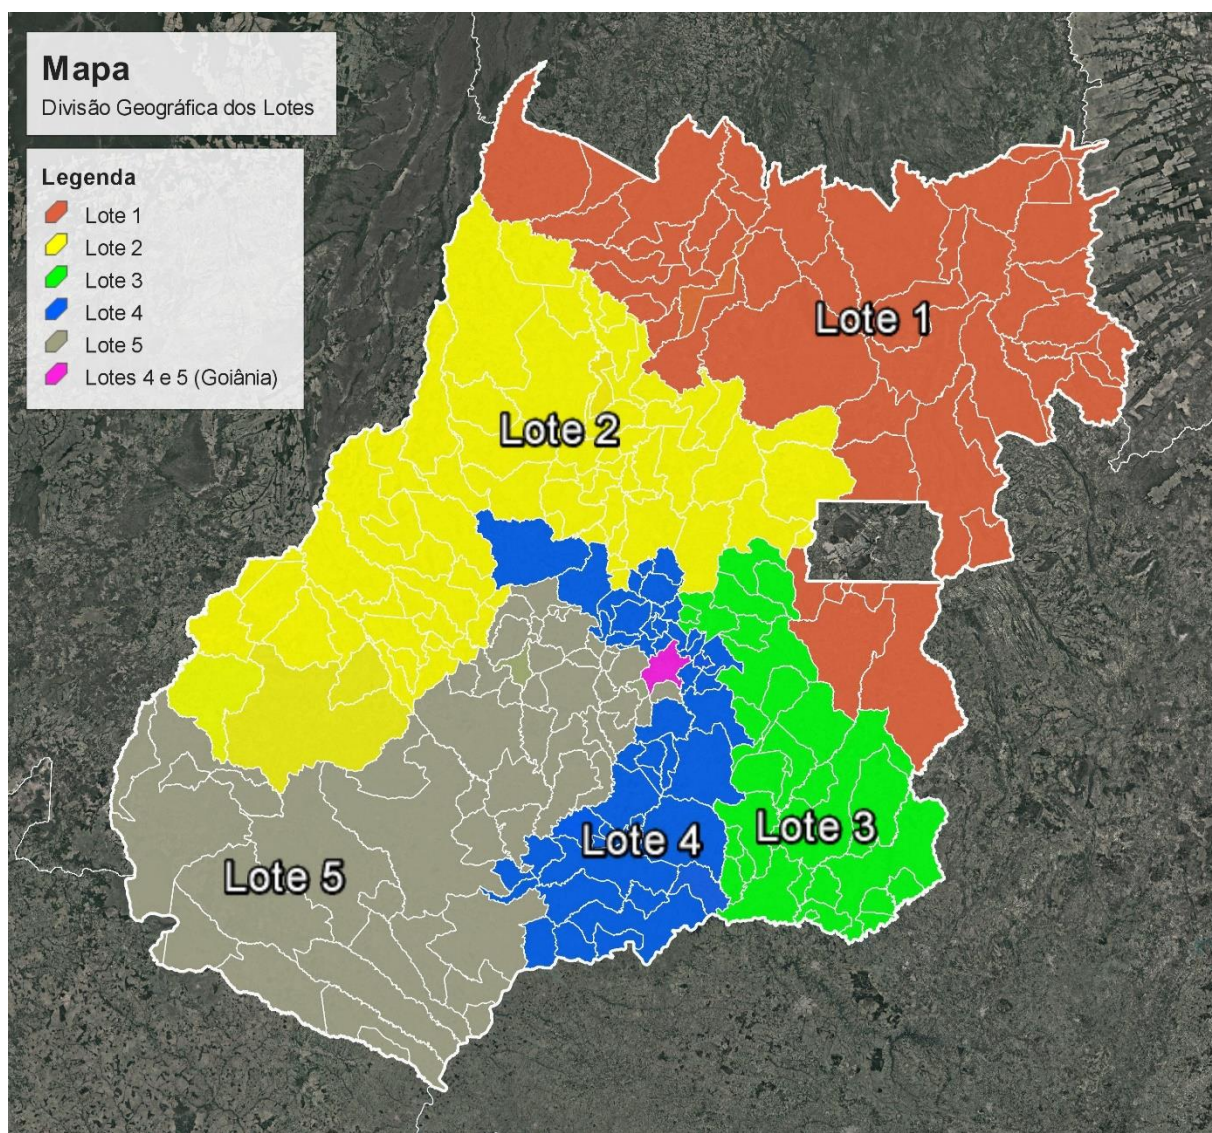 Mapa
Divisão Geográfica dos Lotes
Legenda
Lote 1
Lote 2
Lote 3
Lote 4
Lote 5
Lotes 4 e 5 (Goiânia)
Lote 1
Lote 2
Lote 3
Lote 4
Lote 5